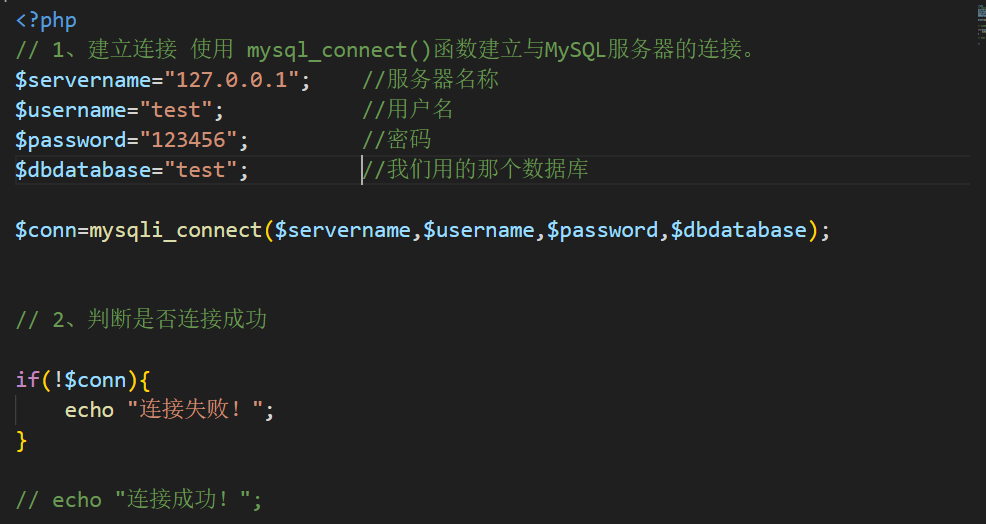 <?php
// 1、建立连接 使用 mysql_connect()函数建立与MySQL服务器的连接。
$servername="127.0.0.1";    //服务器名称
$username="test";           //用户名
$password="123456";         //密码
$dbdatabase="test";         //我们用的那个数据库
$conn=mysqli_connect($servername,$username,$password,$dbdatabase);
// 2、判断是否连接成功
if(!$conn){
    echo "连接失败！";
}
// echo "连接成功！";